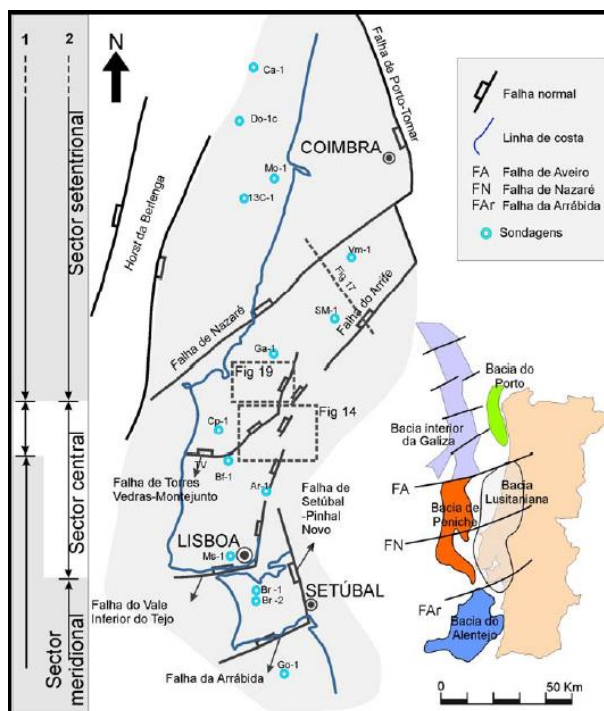 1
2
N
Sector setentrional
Sector central
Sector
meridional
Horst da Berlenga
Ca-1
Do-1c
COIMBRA
Mo-1
13C-1
Falha de Porto-Tomar
Vm-1
Fig 17
SM-1
Falha do Arrife
Falha de Nazaré
Ga-1
Fig 19
Fig 14
Cp-1
TV
Bf-1
Falha de Torres
Vedras-Montejunto
Ar-1
Falha de
Setúbal
-Pinhal
Novo
LISBOA
Ms-1
SETÚBAL
Br-1
Br-2
Falha do Vale
Inferior do Tejo
Falha da Arrábida
Go-1
Falha normal
Linha de costa
FA Falha de Aveiro
FN Falha de Nazaré
FAr Falha da Arrábida
Sondagens
Bacia do
Porto
Bacia interior
da Galiza
FA
Bacia
Lusitaniana
Bacia de
Peniche
FN
FAr
Bacia do
Alentejo
0 50 Km